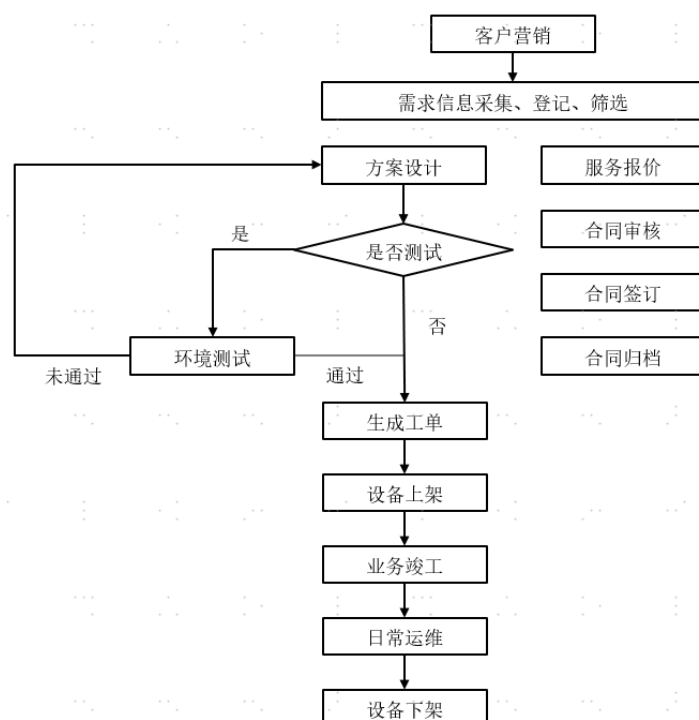 客户营销
需求信息采集、登记、筛选
方案设计
服务报价
是
是否测试
合同审核
合同签订
否
环境测试
合同归档
未通过
通过
生成工单
设备上架
业务竣工
日常运维
设备下架